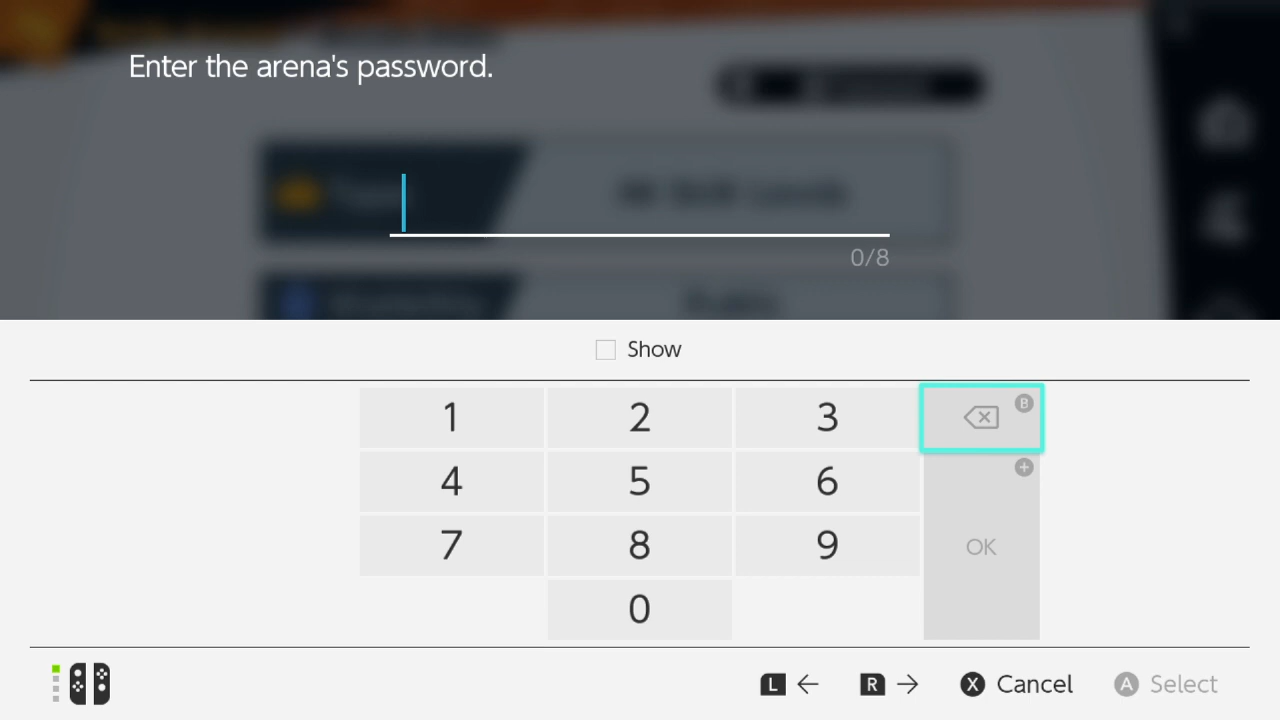 Enter the arena's password.
0/8
Show
1 2 3 B
4 5 6 +
7 8 9 OK
0
L ← R → X Cancel A Select